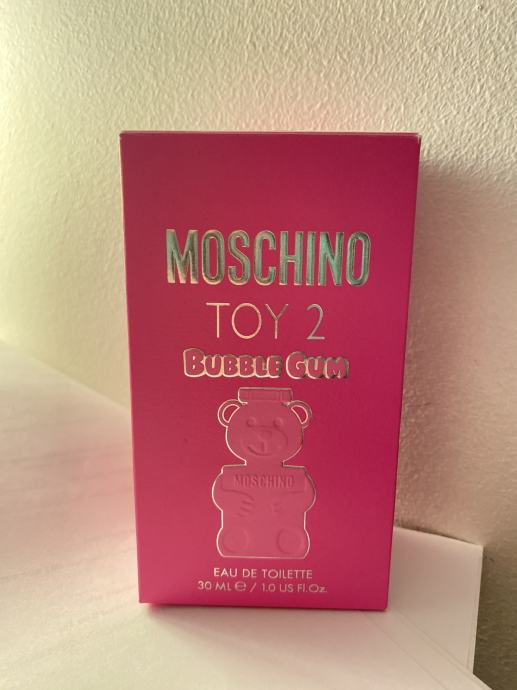 MOSCHINO
TOY 2
BUBBLE GUM
MOSCHINO
EAU DE TOILETTE
30 ML ℮ / 1.0 US FL.Oz.